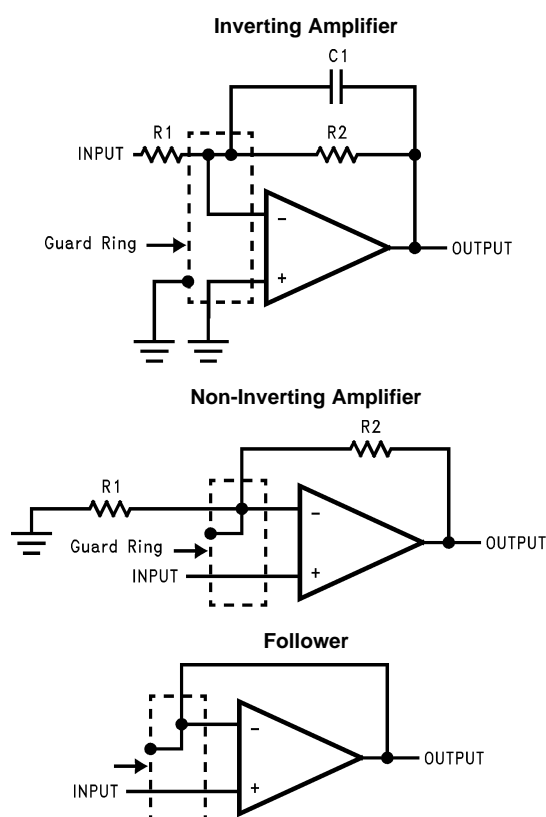 Inverting Amplifier
C1
R1
R2
INPUT
−
Guard Ring
OUTPUT
+
Non-Inverting Amplifier
R2
R1
−
Guard Ring
OUTPUT
INPUT
+
Follower
−
OUTPUT
INPUT
+